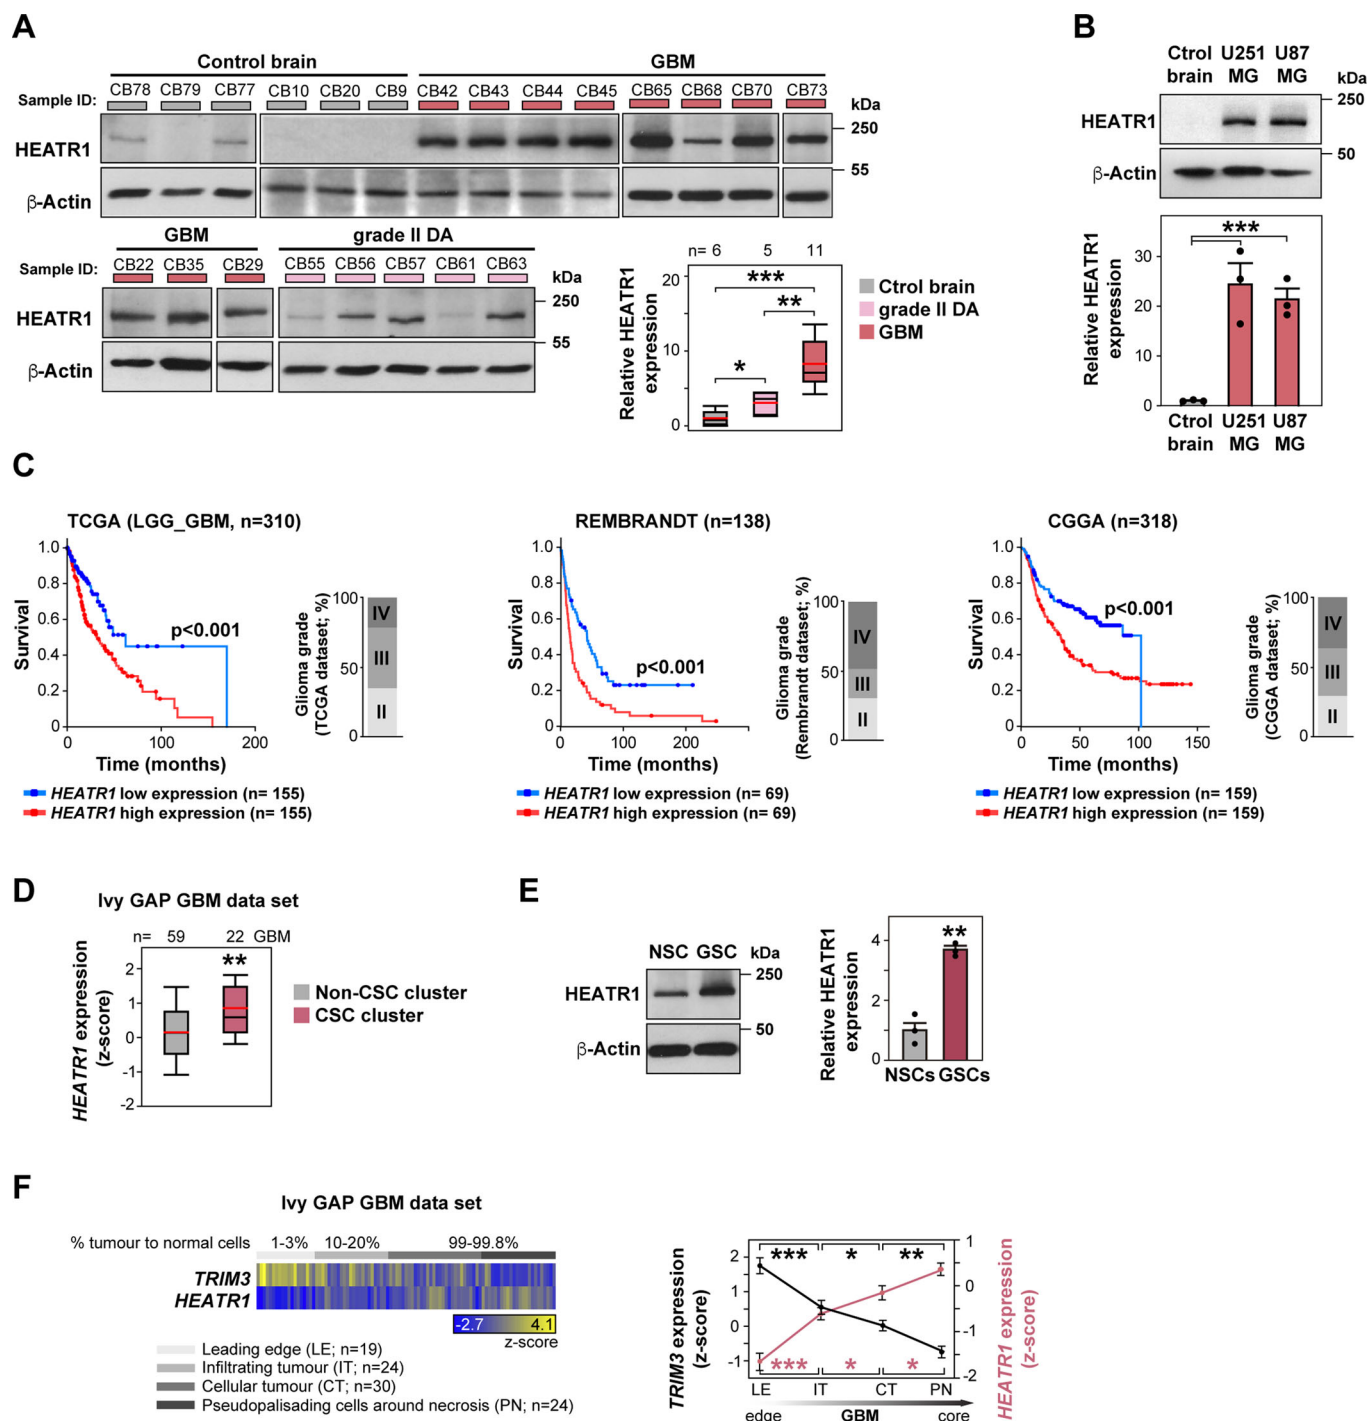 A
Control brain GBM
Sample ID: CB78 CB79 CB77 CB10 CB20 CB9 CB42 CB43 CB44 CB45 CB65 CB68 CB70 CB73 kDa
HEATR1 250
55
β-Actin
GBM grade II DA
Sample ID: CB22 CB35 CB29 CB55 CB56 CB57 CB61 CB63 kDa
HEATR1 250
55
β-Actin
n= 6 5 11
Relative HEATR1
expression
20
10
0
***
**
*
Ctrol brain
grade II DA
GBM
B
Ctrol U251 U87
brain MG MG kDa
HEATR1 250
50
β-Actin
Relative HEATR1
expression
30
20
10
0
***
Ctrol U251 U87
brain MG MG
C
TCGA (LGG_GBM, n=310)
Survival
1.0
0.8
0.6
0.4
0.2
0
p<0.001
0 100 200
Time (months)
Glioma grade
(TCGA dataset; %)
100
50
0
IV
III
II
HEATR1 low expression (n= 155)
HEATR1 high expression (n= 155)
REMBRANDT (n=138)
Survival
1.0
0.8
0.6
0.4
0.2
0
p<0.001
0 100 200
Time (months)
Glioma grade
(Rembrandt dataset; %)
100
50
0
IV
III
II
HEATR1 low expression (n= 69)
HEATR1 high expression (n= 69)
CGGA (n=318)
Survival
1.0
0.8
0.6
0.4
0.2
0
p<0.001
0 50 100 150
Time (months)
Glioma grade
(CGGA dataset; %)
100
50
0
IV
III
II
HEATR1 low expression (n= 159)
HEATR1 high expression (n= 159)
D
Ivy GAP GBM data set
n= 59 22 GBM
HEATR1 expression
(z-score)
2
1
0
-1
-2
**
Non-CSC cluster
CSC cluster
E
NSC GSC kDa
HEATR1 250
50
β-Actin
Relative HEATR1
expression
4
2
1
0
**
NSCs GSCs
F
Ivy GAP GBM data set
% tumour to normal cells 1-3% 10-20% 99-99.8%
TRIM3
HEATR1
-2.7 4.1
z-score
Leading edge (LE; n=19)
Infiltrating tumour (IT; n=24)
Cellular tumour (CT; n=30)
Pseudopalisading cells around necrosis (PN; n=24)
TRIM3 expression
(z-score)
2
1
0
-1
*** * **
*** * *
1
0
-1
-2
HEATR1 expression
(z-score)
LE IT CT PN
edge GBM core